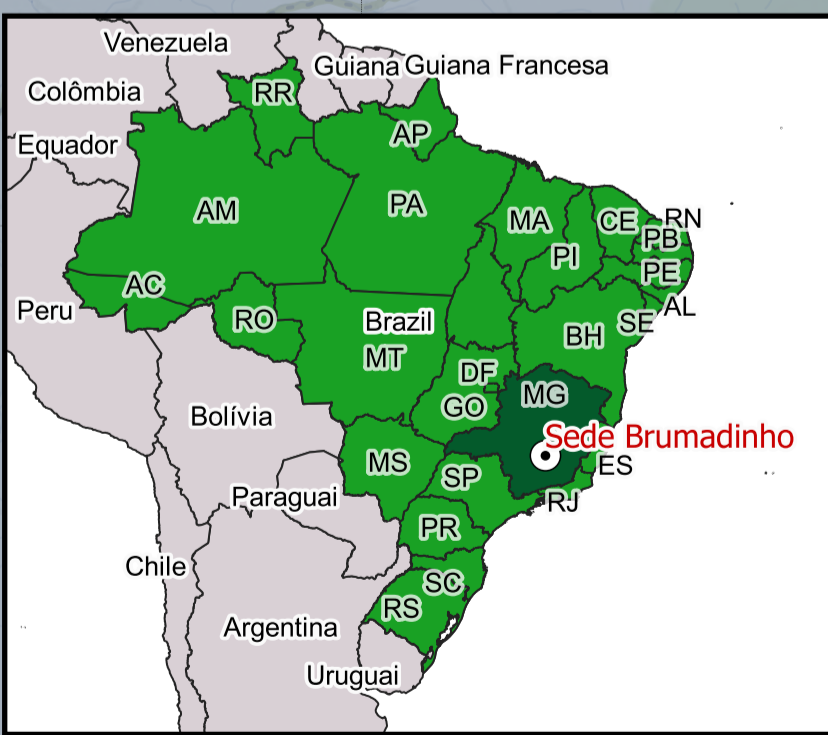 Venezuela
Guiana
Guiana Francesa
Colômbia
RR
AP
Equador
AM
PA
MA
CE
RN
PB
PI
PE
AC
AL
Peru
RO
Brazil
SE
BH
MT
DF
MG
GO
Bolívia
Sede Brumadinho
MS
ES
SP
Paraguai
RJ
PR
Chile
SC
RS
Argentina
Uruguai